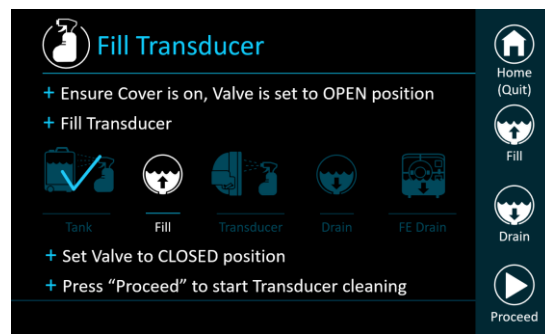 Fill Transducer
+ Ensure Cover is on, Valve is set to OPEN position
+ Fill Transducer
Tank
Fill
Transducer
Drain
FE Drain
+ Set Valve to CLOSED position
+ Press “Proceed” to start Transducer cleaning
Home
(Quit)
Fill
Drain
Proceed